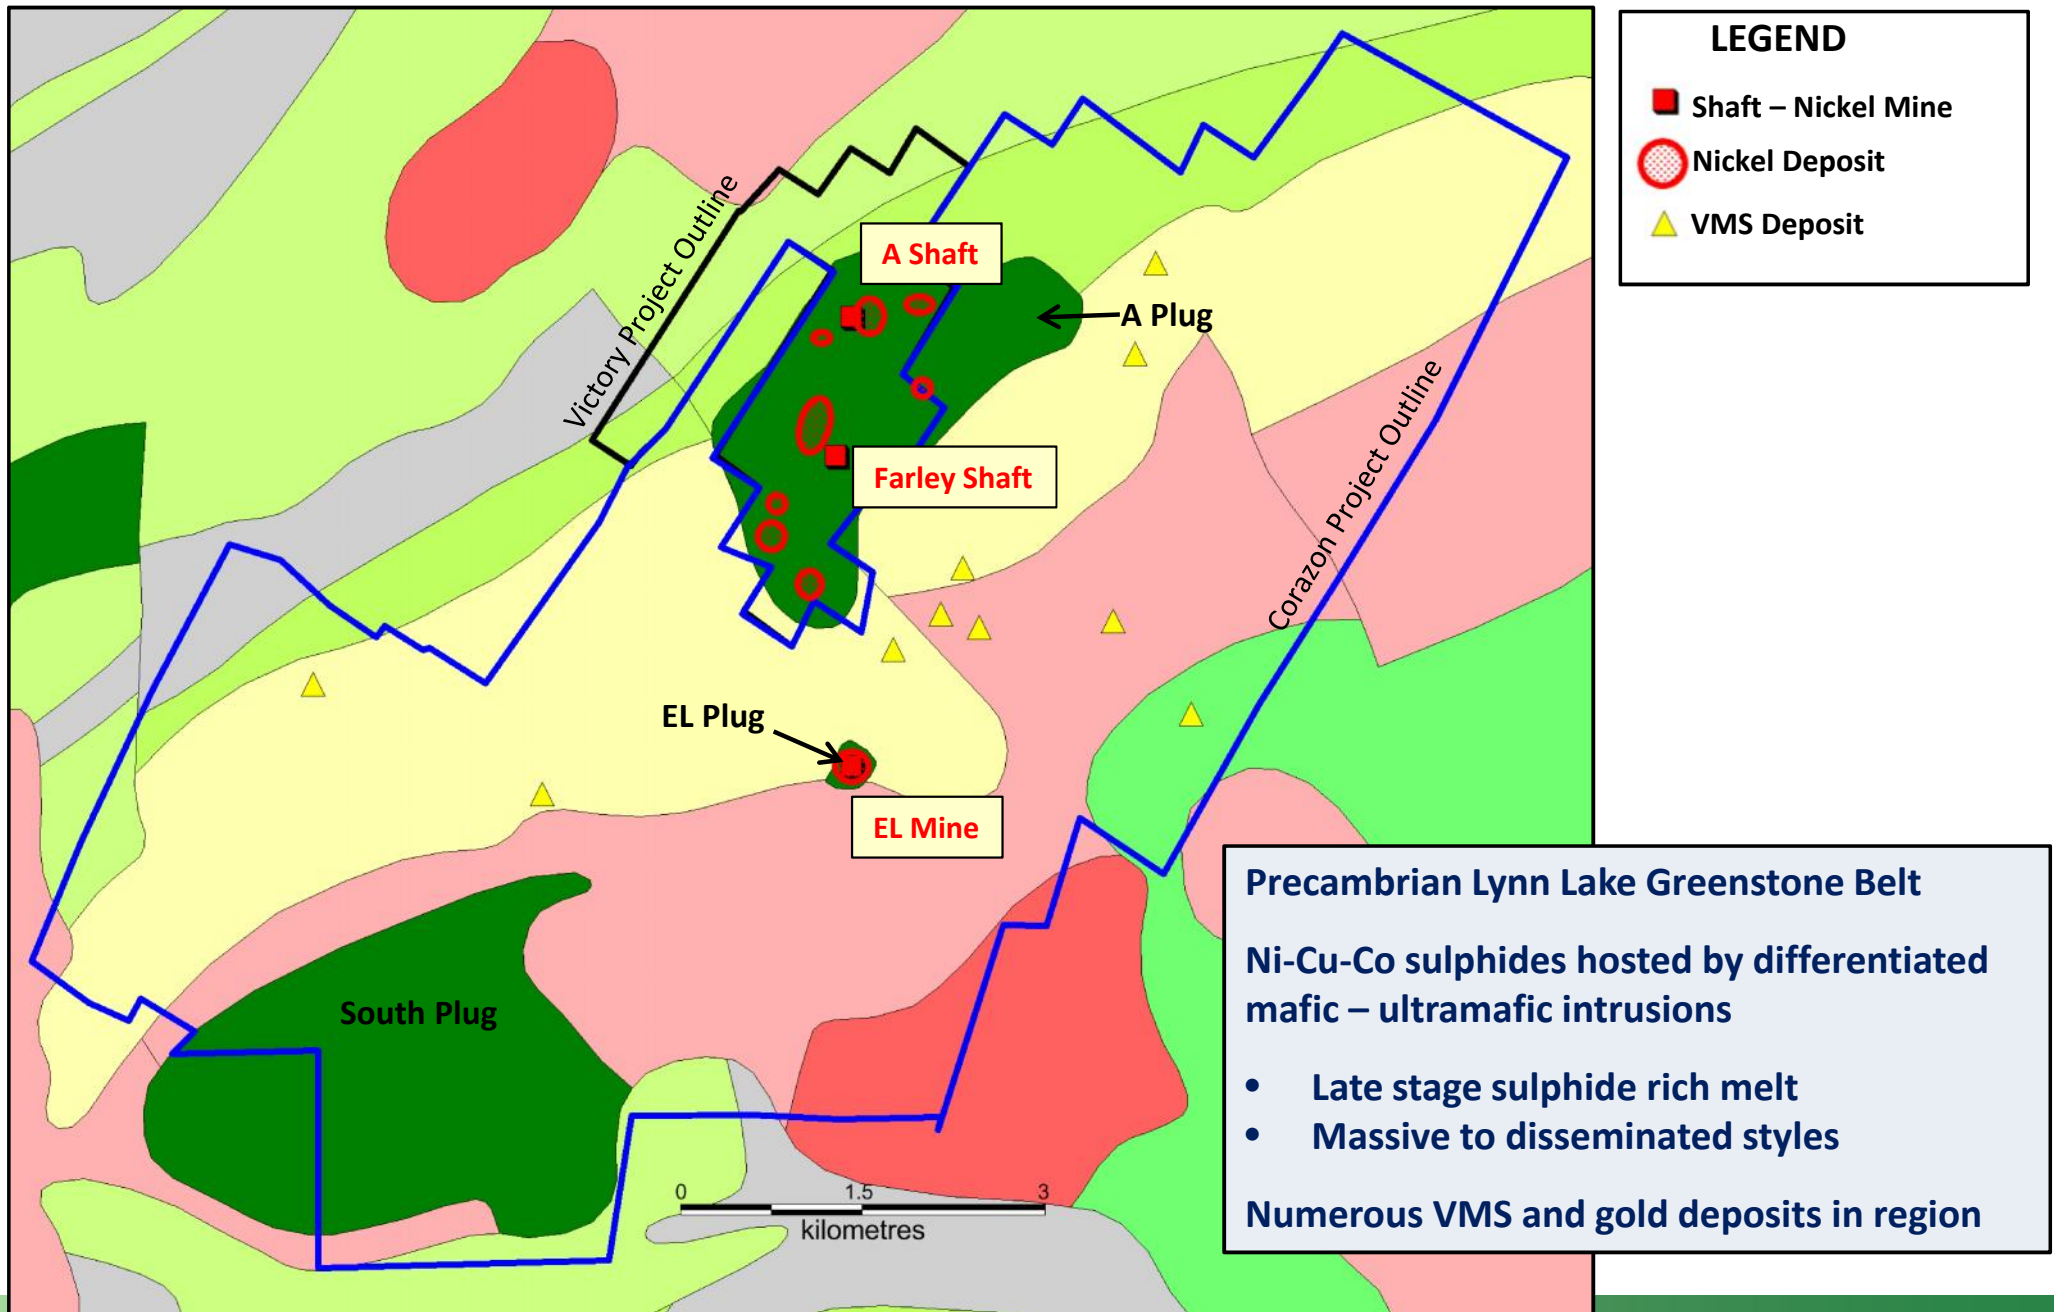 LEGEND
Shaft – Nickel Mine
Nickel Deposit
VMS Deposit
Victory Project Outline
A Shaft
A Plug
Farley Shaft
Corazon Project Outline
EL Plug
EL Mine
South Plug
0 1.5 3
kilometres
Precambrian Lynn Lake Greenstone Belt
Ni-Cu-Co sulphides hosted by differentiated
mafic – ultramafic intrusions
• Late stage sulphide rich melt
• Massive to disseminated styles
Numerous VMS and gold deposits in region